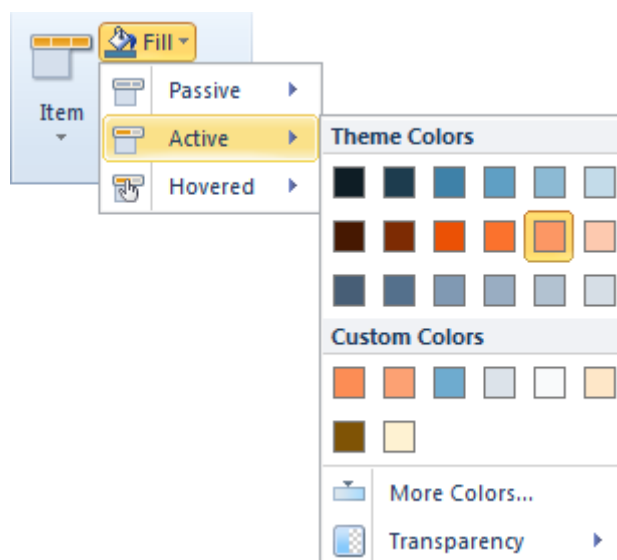 Fill
Item
Passive
Active
Hovered
Theme Colors
Custom Colors
More Colors...
Transparency